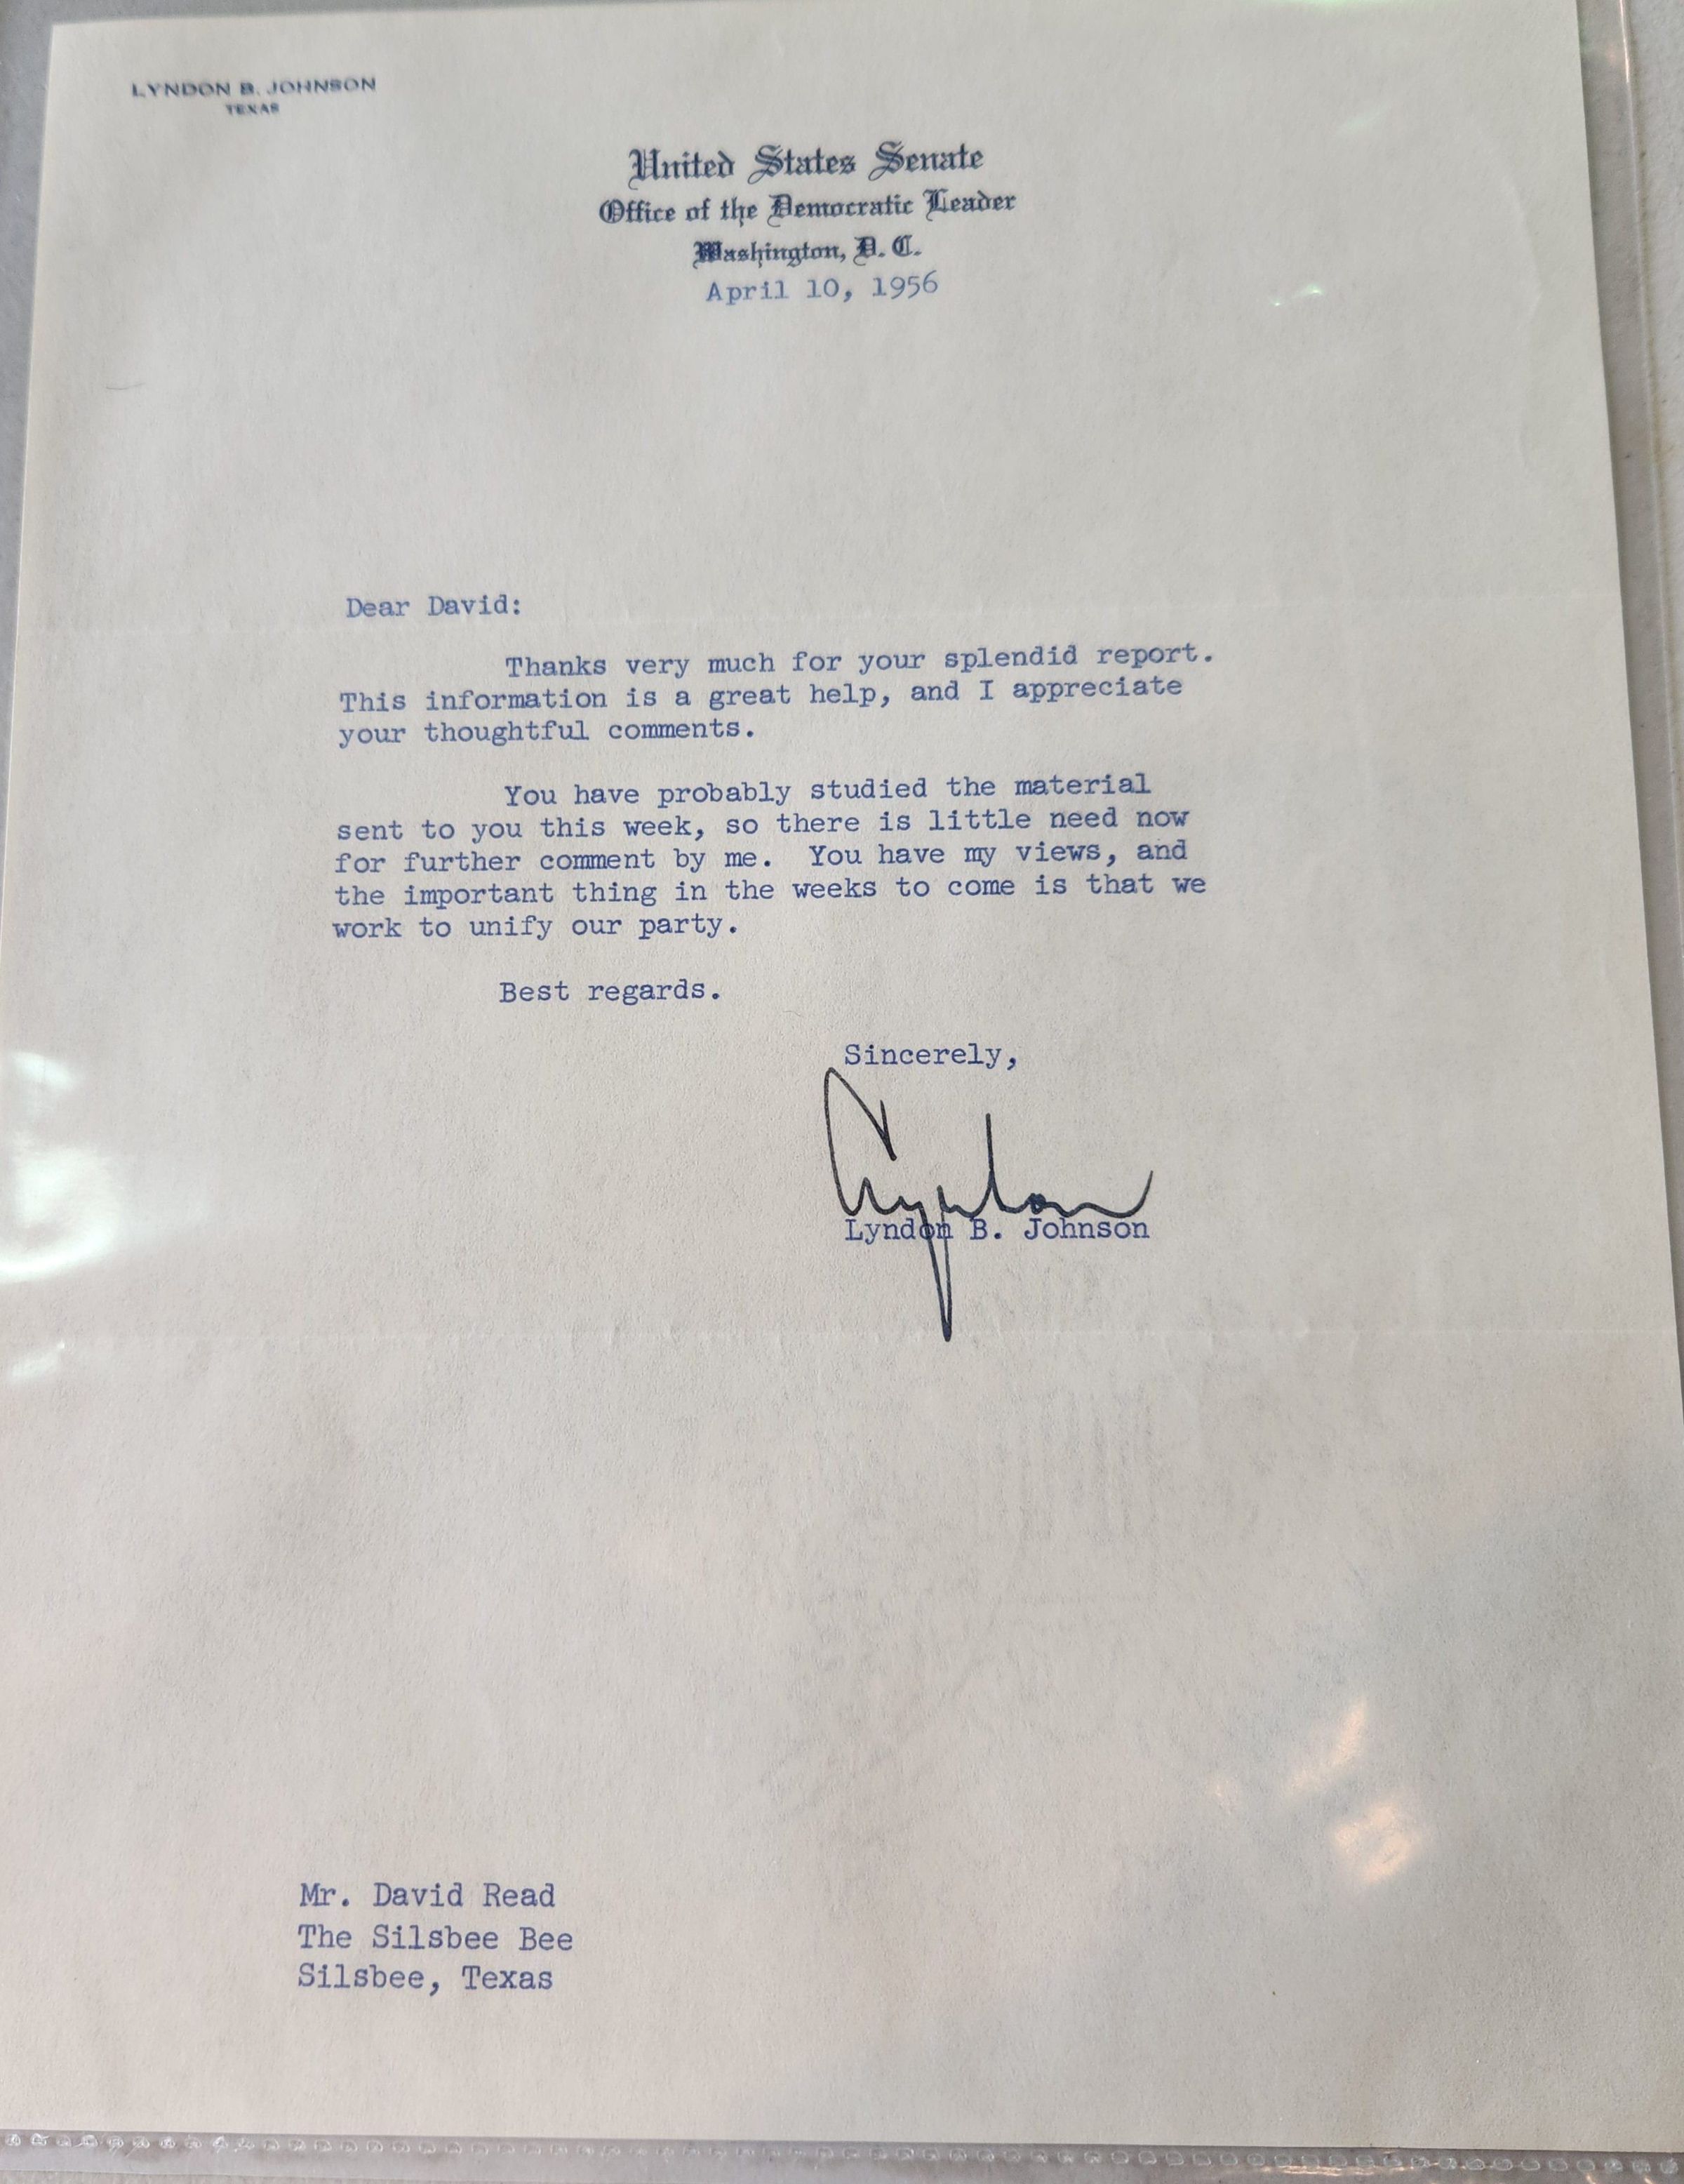 LYNDON B. JOHNSON
TEXAS
United States Senate
Office of the Democratic Leader
Washington, D. C.
April 10, 1956
Dear David:
Thanks very much for your splendid report.
This information is a great help, and I appreciate
your thoughtful comments.
You have probably studied the material
sent to you this week, so there is little need now
for further comment by me. You have my views, and
the important thing in the weeks to come is that we
work to unify our party.
Best regards.
Sincerely,
Lyndon
Lyndon B. Johnson
Mr. David Read
The Silsbee Bee
Silsbee, Texas